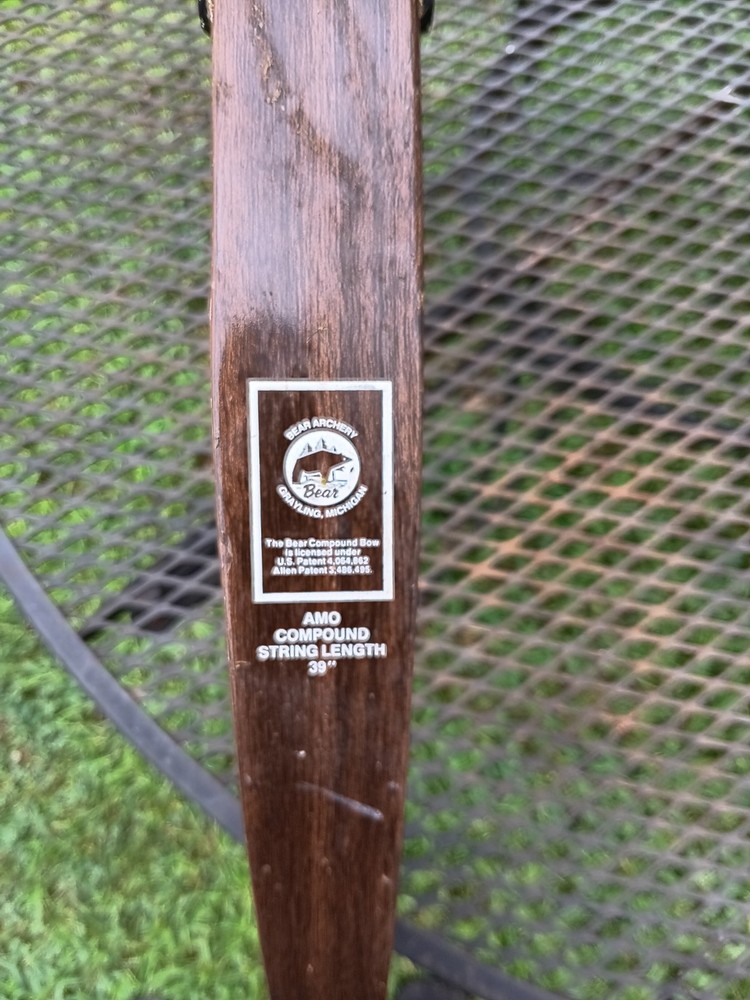 BEAR ARCHERY
Bear
GRAYLING, MICHIGAN
The Bear Compound Bow
is licensed under
U.S. Patent 4,054,862
Allen Patent 3,486,495.
AMO
COMPOUND
STRING LENGTH
39"